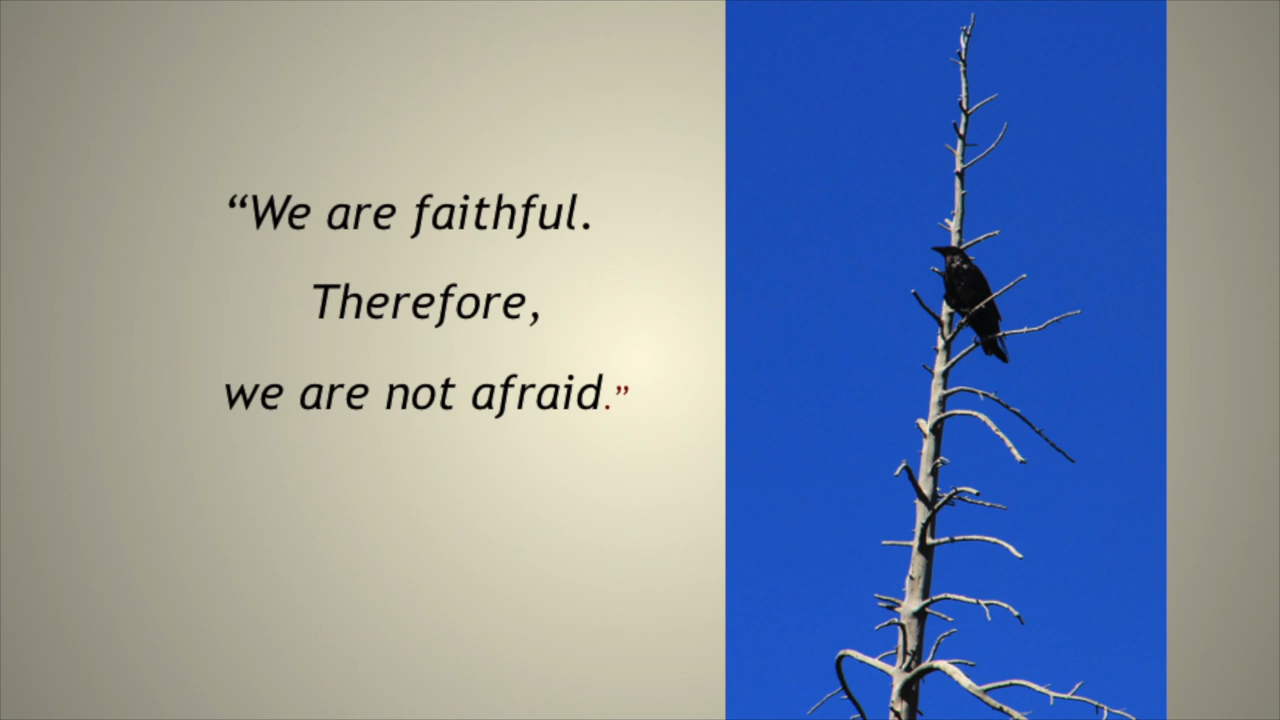 “We are faithful.
Therefore,
we are not afraid.”